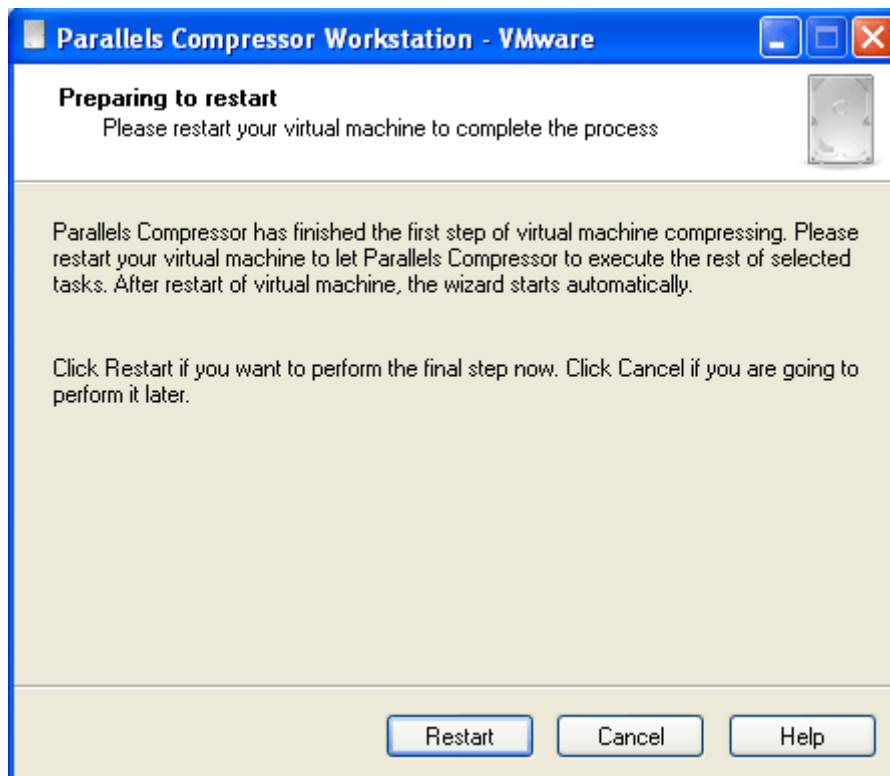 Parallels Compressor Workstation - VMware
Preparing to restart
Please restart your virtual machine to complete the process
Parallels Compressor has finished the first step of virtual machine compressing. Please
restart your virtual machine to let Parallels Compressor to execute the rest of selected
tasks. After restart of virtual machine, the wizard starts automatically.
Click Restart if you want to perform the final step now. Click Cancel if you are going to
perform it later.
Restart Cancel Help